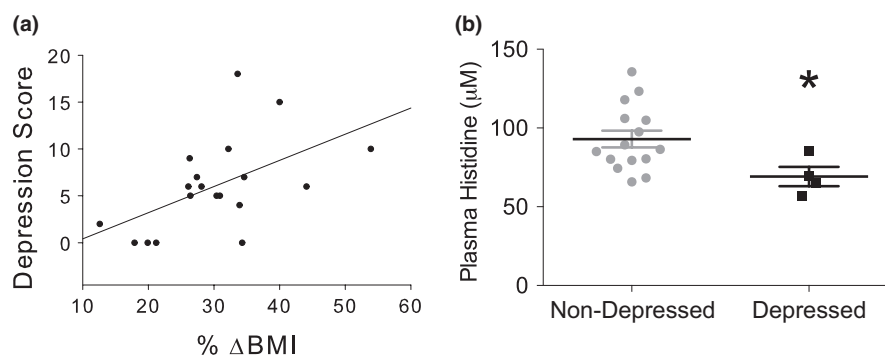 (a)
Depression Score
20
15
10
5
0
10 20 30 40 50 60
% ΔBMI
(b)
Plasma Histidine (μM)
150
100
50
0
*
Non-Depressed Depressed